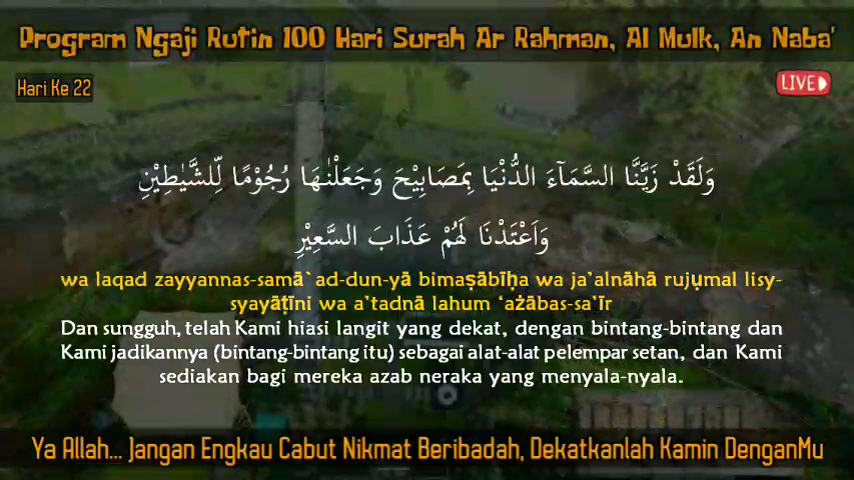 Program Ngaji Rutin 100 Hari Surah Ar Rahman, Al Mulk, An Naba'
Hari Ke 22
LIVE
وَلَقَدْ زَيَّنَّا السَّمَاۤءَ الدُّنْيَا بِمَصَابِيْحَ وَجَعَلْنٰهَا رُجُوْمًا لِّلشَّيٰطِيْنِ
وَاَعْتَدْنَا لَهُمْ عَذَابَ السَّعِيْرِ
wa laqad zayyannas-samā`ad-dun-yā bimaṣābīḥa wa ja'alnāhā rujụmal lisy-
syayāṭīni wa a'tadnā lahum 'ażābas-sa'īr
Dan sungguh, telah Kami hiasi langit yang dekat, dengan bintang-bintang dan
Kami jadikannya (bintang-bintang itu) sebagai alat-alat pelempar setan, dan Kami
sediakan bagi mereka azab neraka yang menyala-nyala.
Ya Allah... Jangan Engkau Cabut Nikmat Beribadah, Dekatkanlah Kamin DenganMu